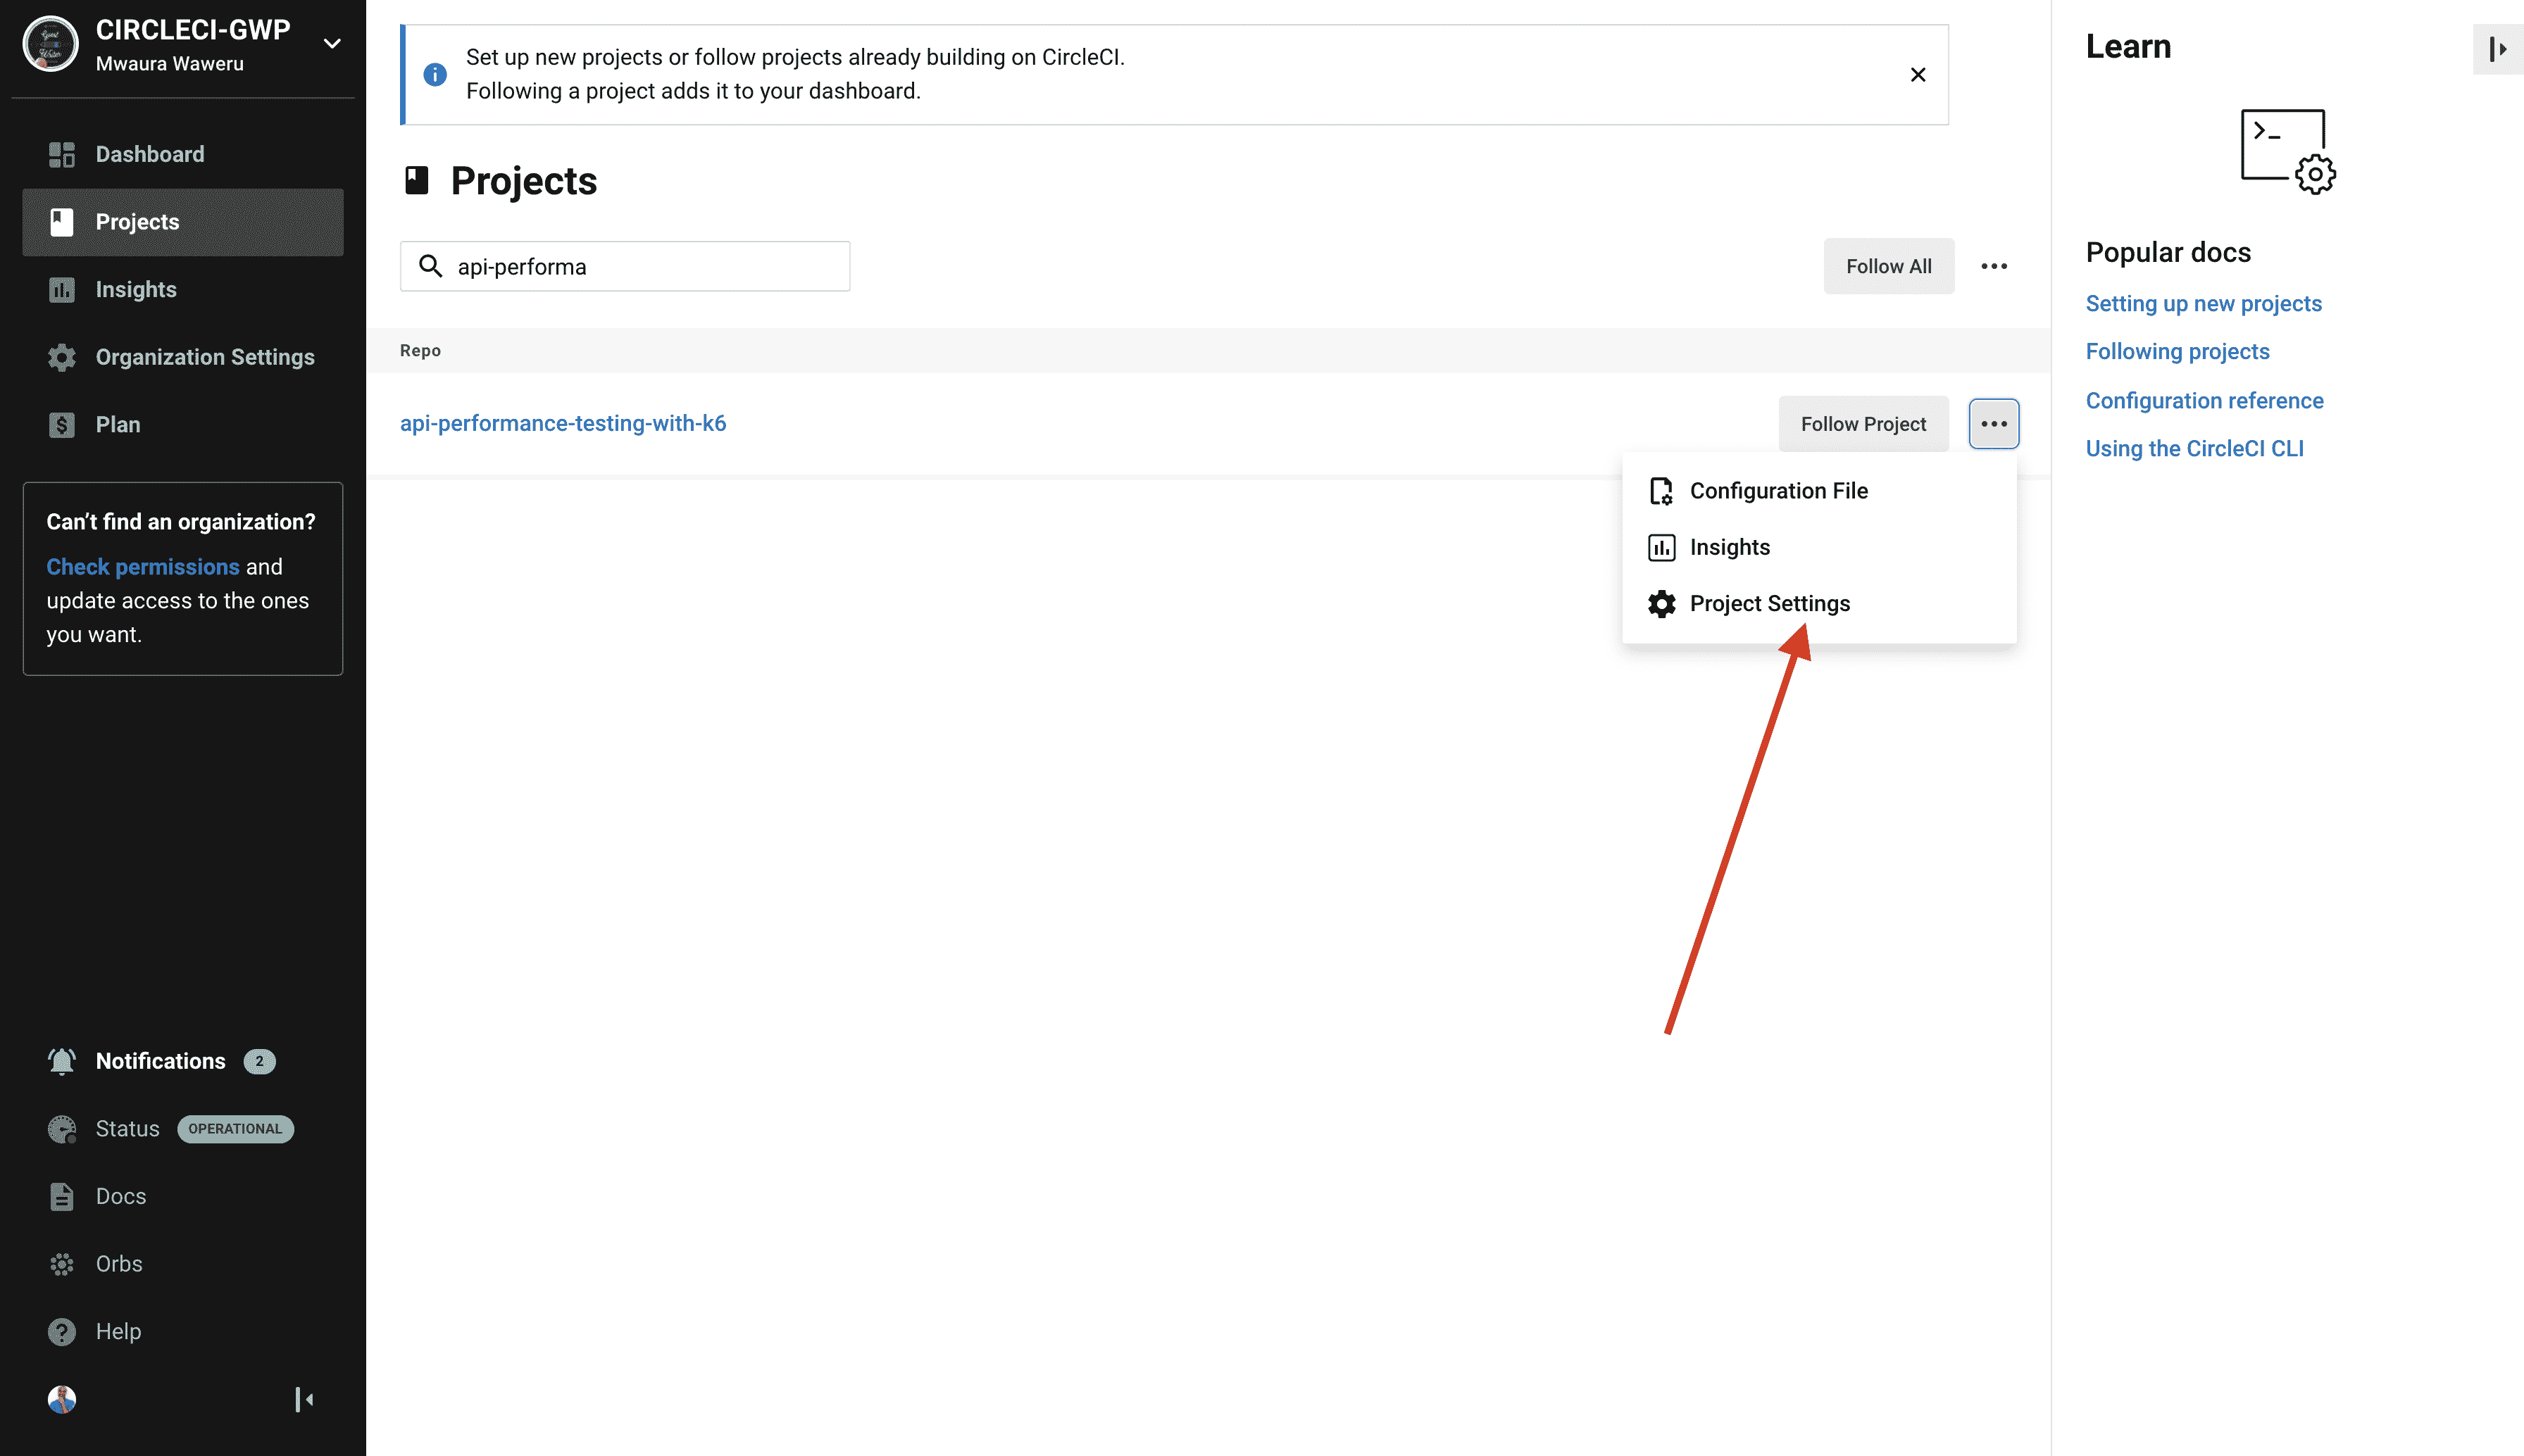 CIRCLECI-GWP
Mwaura Waweru
Dashboard
Projects
Insights
Organization Settings
Plan
Can’t find an organization?
Check permissions and
update access to the ones
you want.
Notifications 2
Status OPERATIONAL
Docs
Orbs
Help
Set up new projects or follow projects already building on CircleCI.
Following a project adds it to your dashboard.
Projects
api-performa
Follow All
Repo
api-performance-testing-with-k6
Follow Project
Configuration File
Insights
Project Settings
Learn
Popular docs
Setting up new projects
Following projects
Configuration reference
Using the CircleCI CLI